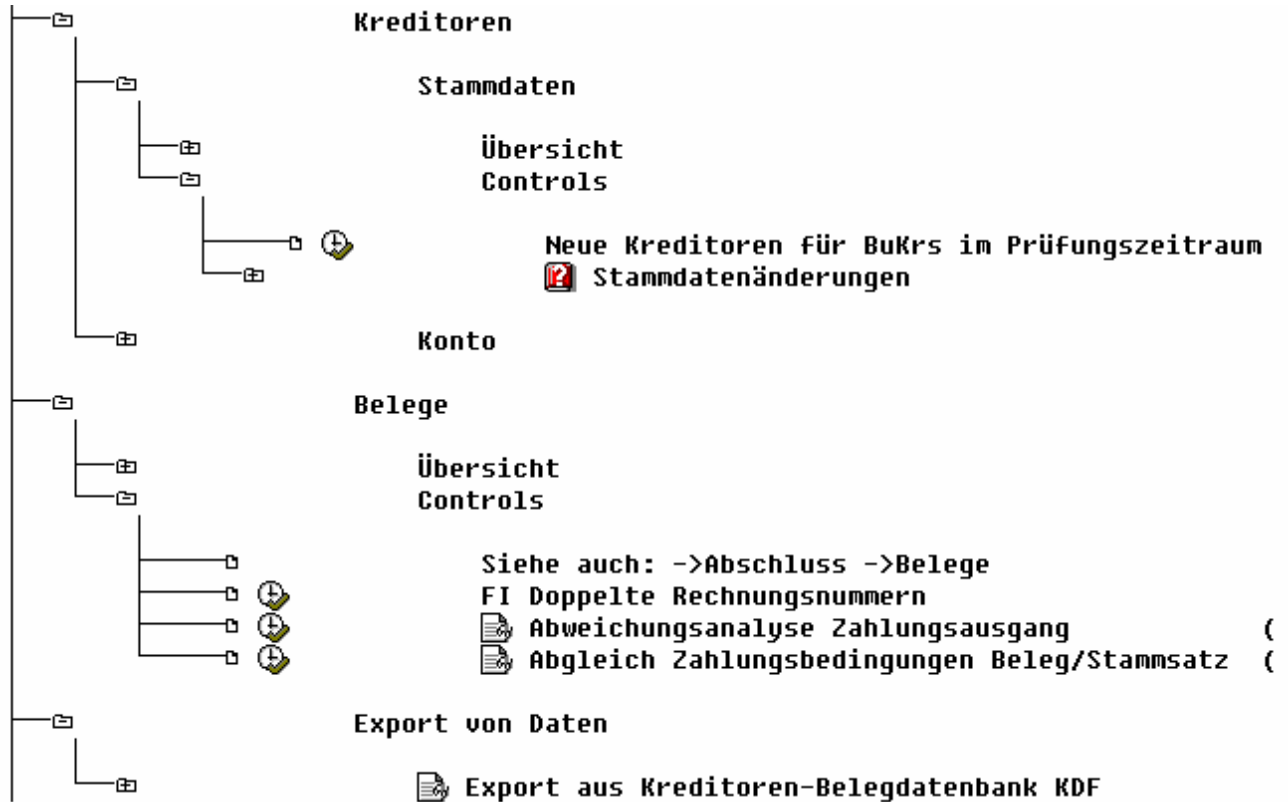 Kreditoren
Stammdaten
Übersicht
Controls
Neue Kreditoren für BuKrs im Prüfungszeitraum
Stammdatenänderungen
Konto
Belege
Übersicht
Controls
Siehe auch: ->Abschluss ->Belege
FI Doppelte Rechnungsnummern
Abweichungsanalyse Zahlungsausgang (
Abgleich Zahlungsbedingungen Beleg/Stammsatz (
Export von Daten
Export aus Kreditoren-Belegdatenbank KDF